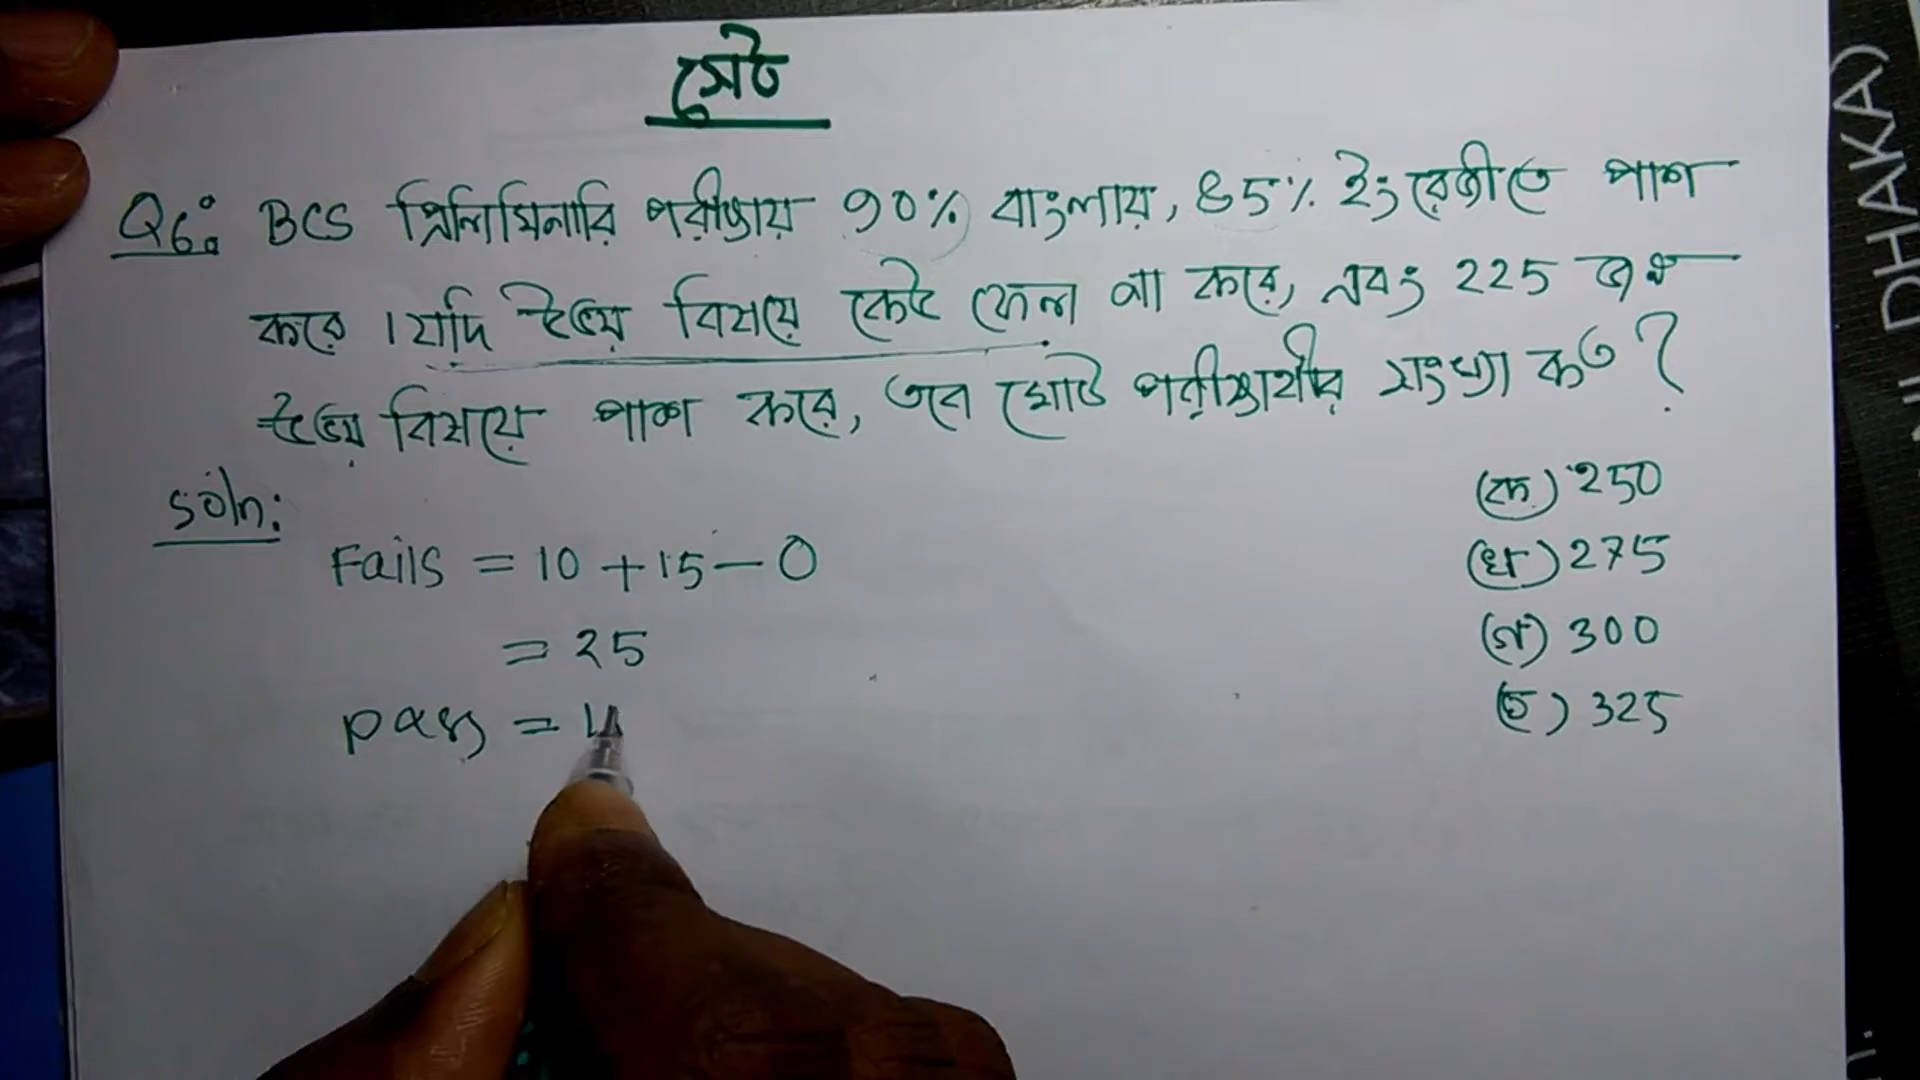 সেট
Q6: BCS প্রিলিমিনারি পরীক্ষায় 90% বাংলায়, 85% ইংরেজীতে পাশ
করে। যদি উভয় বিষয়ে কেউ ফেল না করে, এবং 225 জন
উভয় বিষয়ে পাশ করে, তবে মোট পরীক্ষার্থীর সংখ্যা কত?
(ক) 250
(খ) 275
(গ) 300
(ঘ) 325
Soln:
Fails = 10 + 15 - 0
= 25
pass = 1
DHAKA)